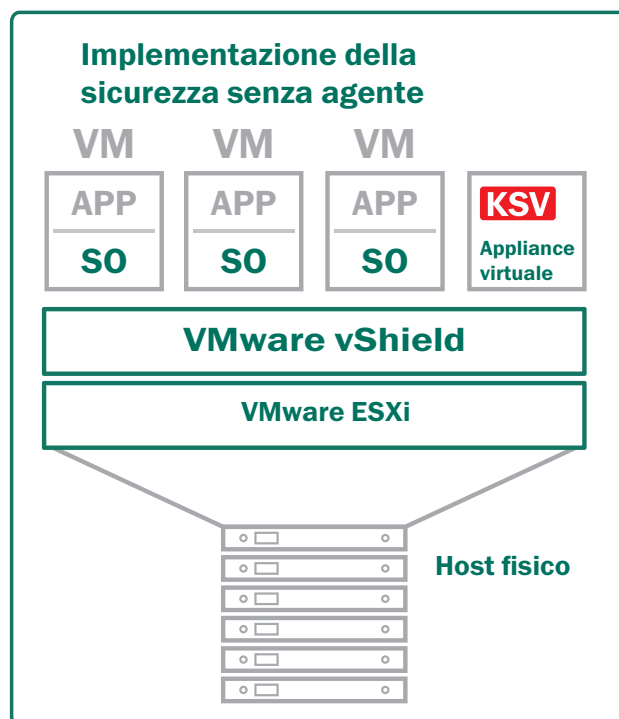 Implementazione della
sicurezza senza agente
VM VM VM
APP APP APP KSV
SO SO SO Appliance
virtuale
VMware vShield
VMware ESXi
Host fisico